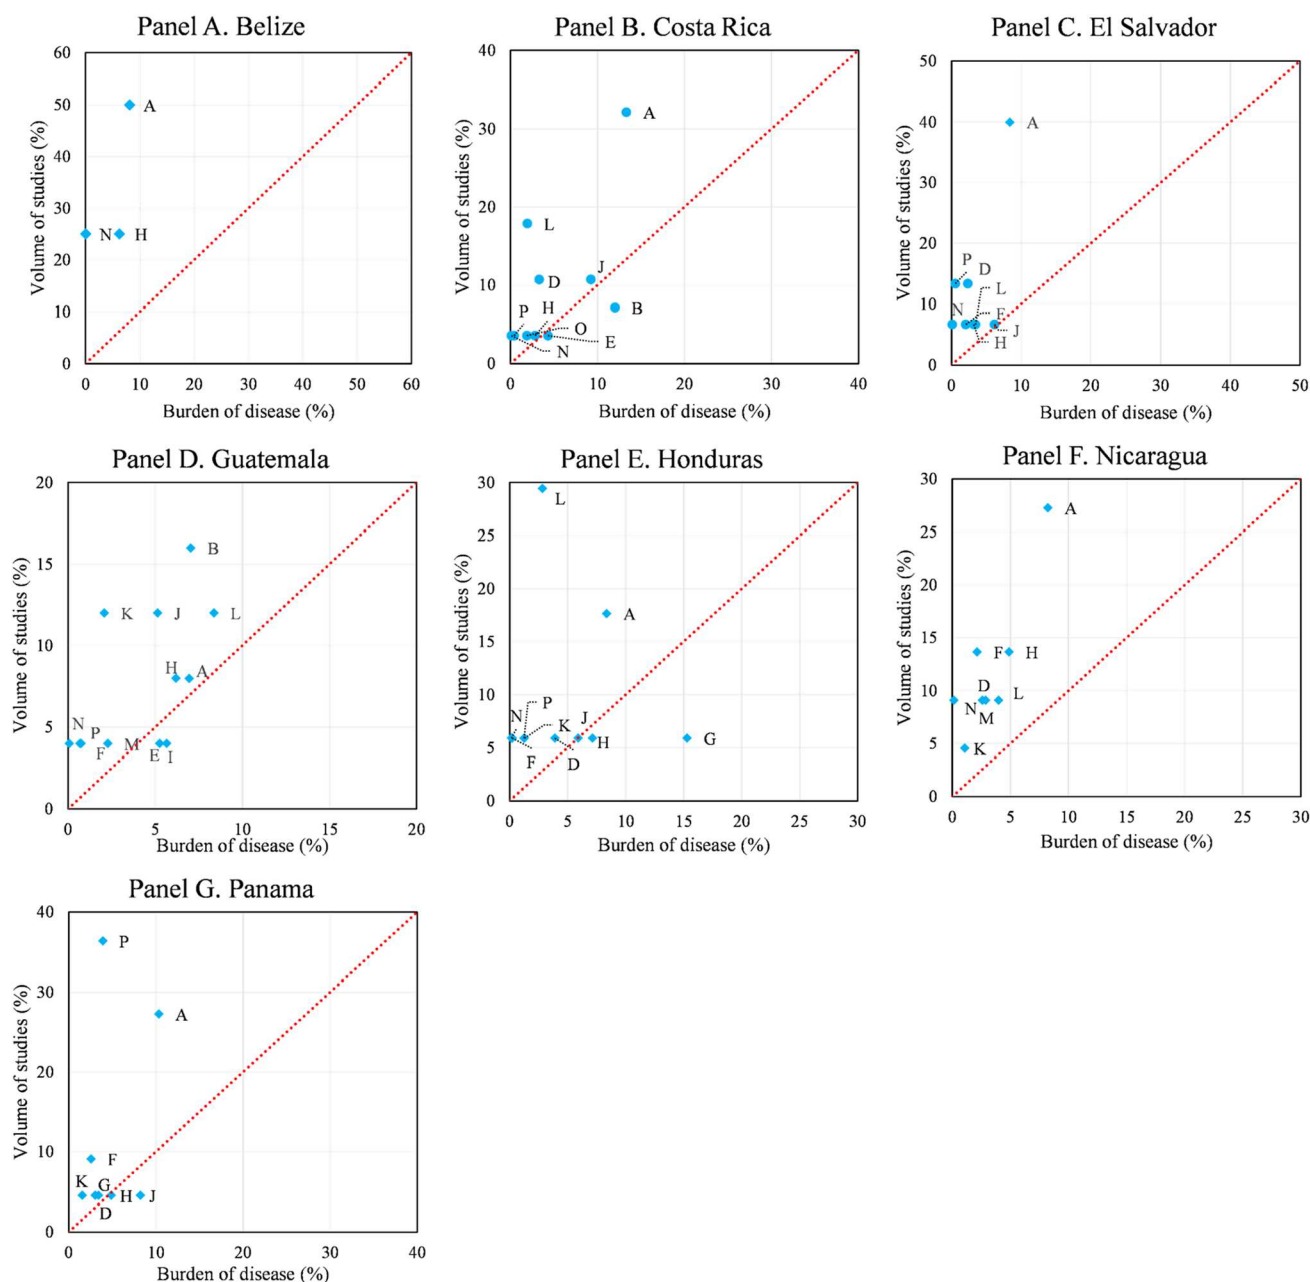 Panel A. Belize
Volume of studies (%)
60
50
40
30
20
10
0
A
N
H
0 10 20 30 40 50 60
Burden of disease (%)
Panel B. Costa Rica
Volume of studies (%)
40
30
20
10
0
A
L
J
D
B
P
H
O
N
E
0 10 20 30 40
Burden of disease (%)
Panel C. El Salvador
Volume of studies (%)
50
40
30
20
10
0
A
P
D
L
N
F
J
H
0 10 20 30 40 50
Burden of disease (%)
Panel D. Guatemala
Volume of studies (%)
20
15
10
5
0
B
K
J
L
H
A
N
P
F
M
E
I
0 5 10 15 20
Burden of disease (%)
Panel E. Honduras
Volume of studies (%)
30
25
20
15
10
5
0
L
A
N
P
K
J
F
D
H
G
0 5 10 15 20 25 30
Burden of disease (%)
Panel F. Nicaragua
Volume of studies (%)
30
25
20
15
10
5
0
A
F
H
D
L
N
M
K
0 5 10 15 20 25 30
Burden of disease (%)
Panel G. Panama
Volume of studies (%)
40
30
20
10
0
P
A
F
K
G
H
J
D
0 10 20 30 40
Burden of disease (%)